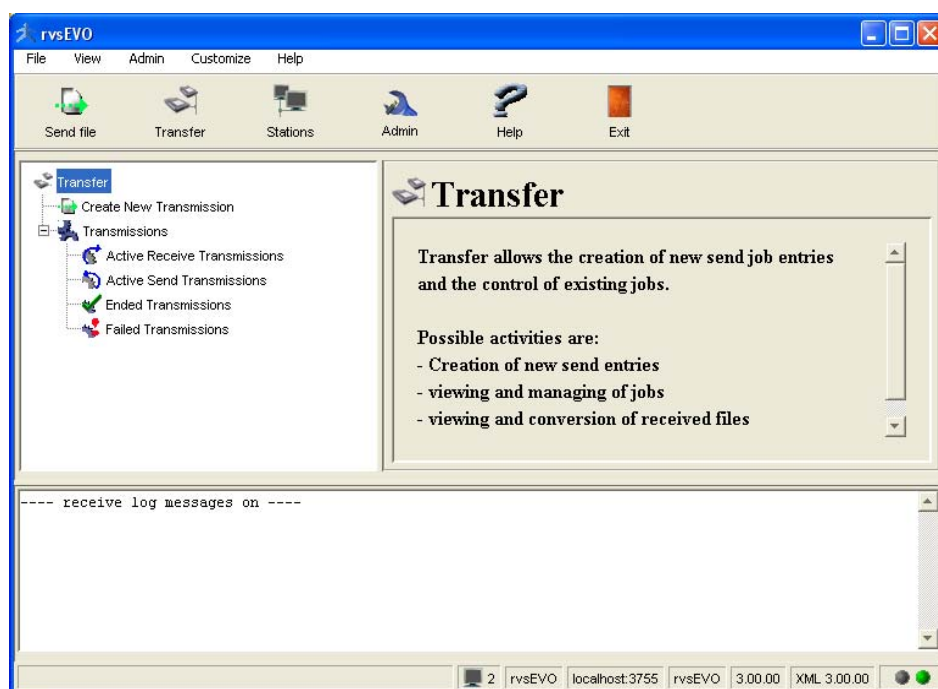 rvsEVO
File View Admin Customize Help
Send file Transfer Stations Admin Help Exit
Transfer
Create New Transmission
Transmissions
Active Receive Transmissions
Active Send Transmissions
Ended Transmissions
Failed Transmissions
Transfer
Transfer allows the creation of new send job entries
and the control of existing jobs.
Possible activities are:
- Creation of new send entries
- viewing and managing of jobs
- viewing and conversion of received files
---- receive log messages on ----
2 rvsEVO localhost:3755 rvsEVO 3.00.00 XML 3.00.00